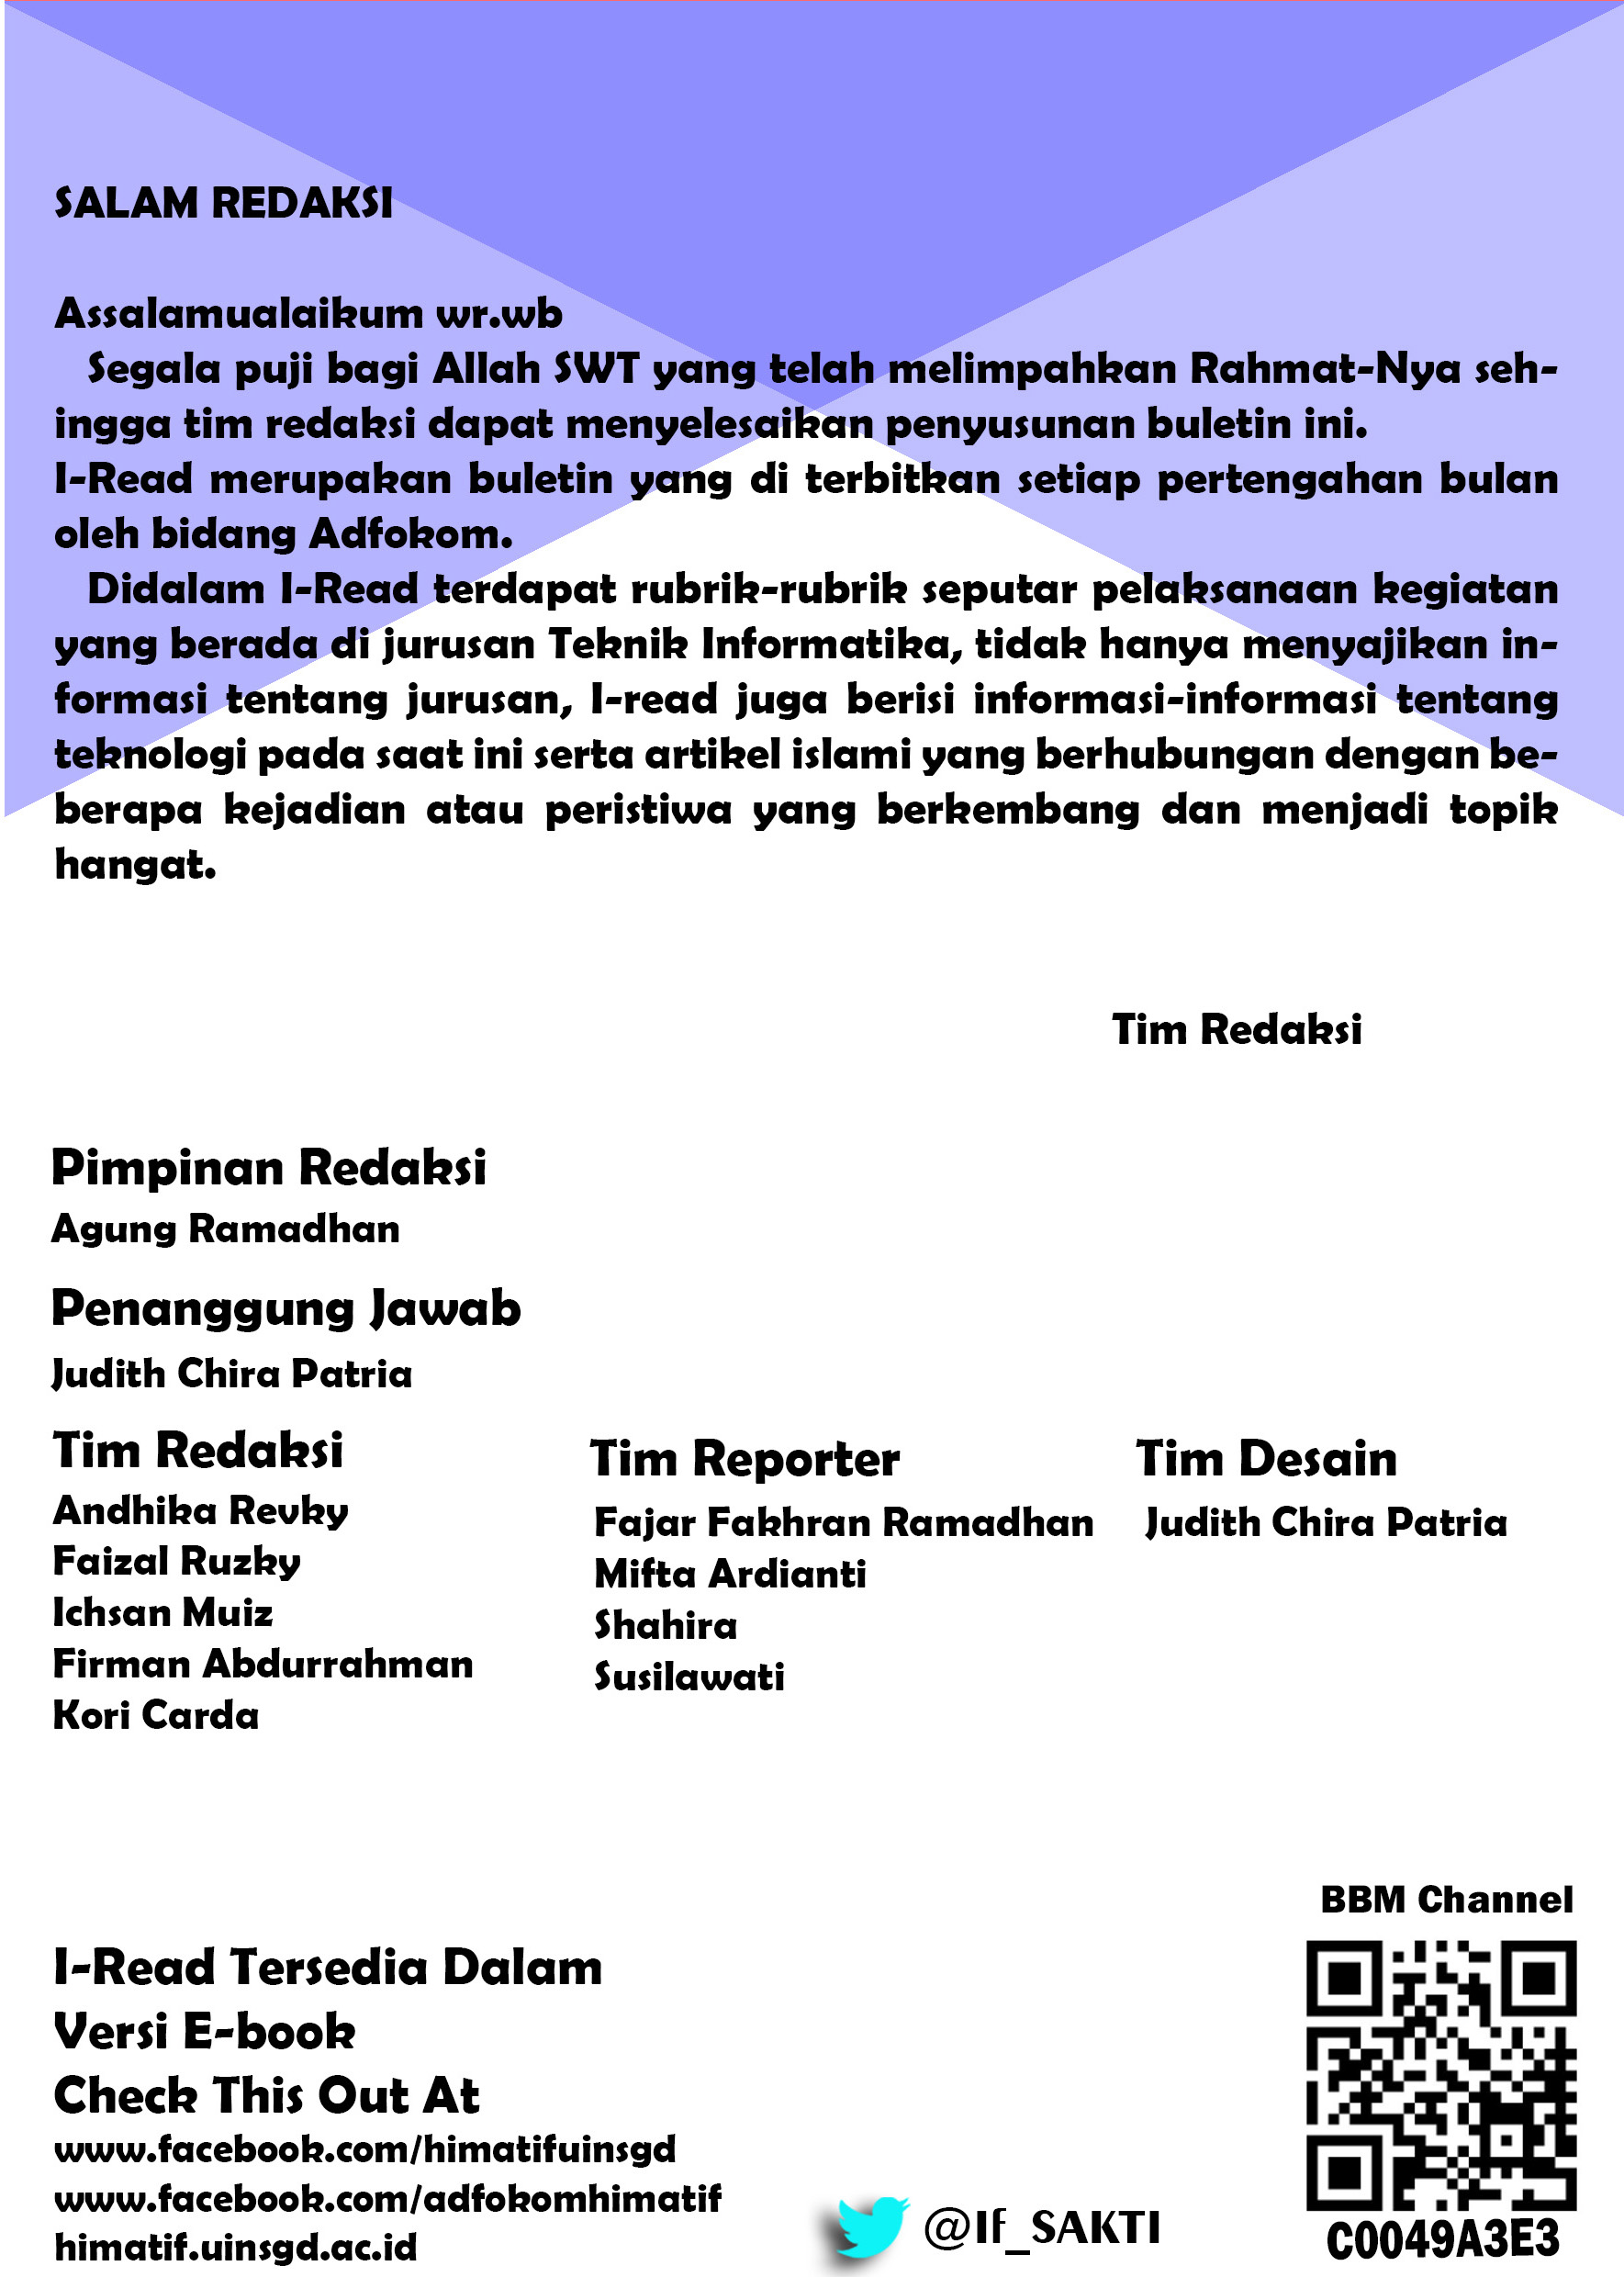 SALAM REDAKSI
Assalamualaikum wr.wb
Segala puji bagi Allah SWT yang telah melimpahkan Rahmat-Nya seh-
ingga tim redaksi dapat menyelesaikan penyusunan buletin ini.
I-Read merupakan buletin yang di terbitkan setiap pertengahan bulan
oleh bidang Adfokom.
Didalam I-Read terdapat rubrik-rubrik seputar pelaksanaan kegiatan
yang berada di jurusan Teknik Informatika, tidak hanya menyajikan in-
formasi tentang jurusan, I-read juga berisi informasi-informasi tentang
teknologi pada saat ini serta artikel islami yang berhubungan dengan be-
berapa kejadian atau peristiwa yang berkembang dan menjadi topik
hangat.
Tim Redaksi
Pimpinan Redaksi
Agung Ramadhan
Penanggung Jawab
Judith Chira Patria
Tim Redaksi
Andhika Revky
Faizal Ruzky
Ichsan Muiz
Firman Abdurrahman
Kori Carda
Tim Reporter
Fajar Fakhran Ramadhan
Mifta Ardianti
Shahira
Susilawati
Tim Desain
Judith Chira Patria
I-Read Tersedia Dalam
Versi E-book
Check This Out At
www.facebook.com/himatifuinsgd
www.facebook.com/adfokomhimatif
himatif.uinsgd.ac.id
@If_SAKTI
BBM Channel
C0049A3E3